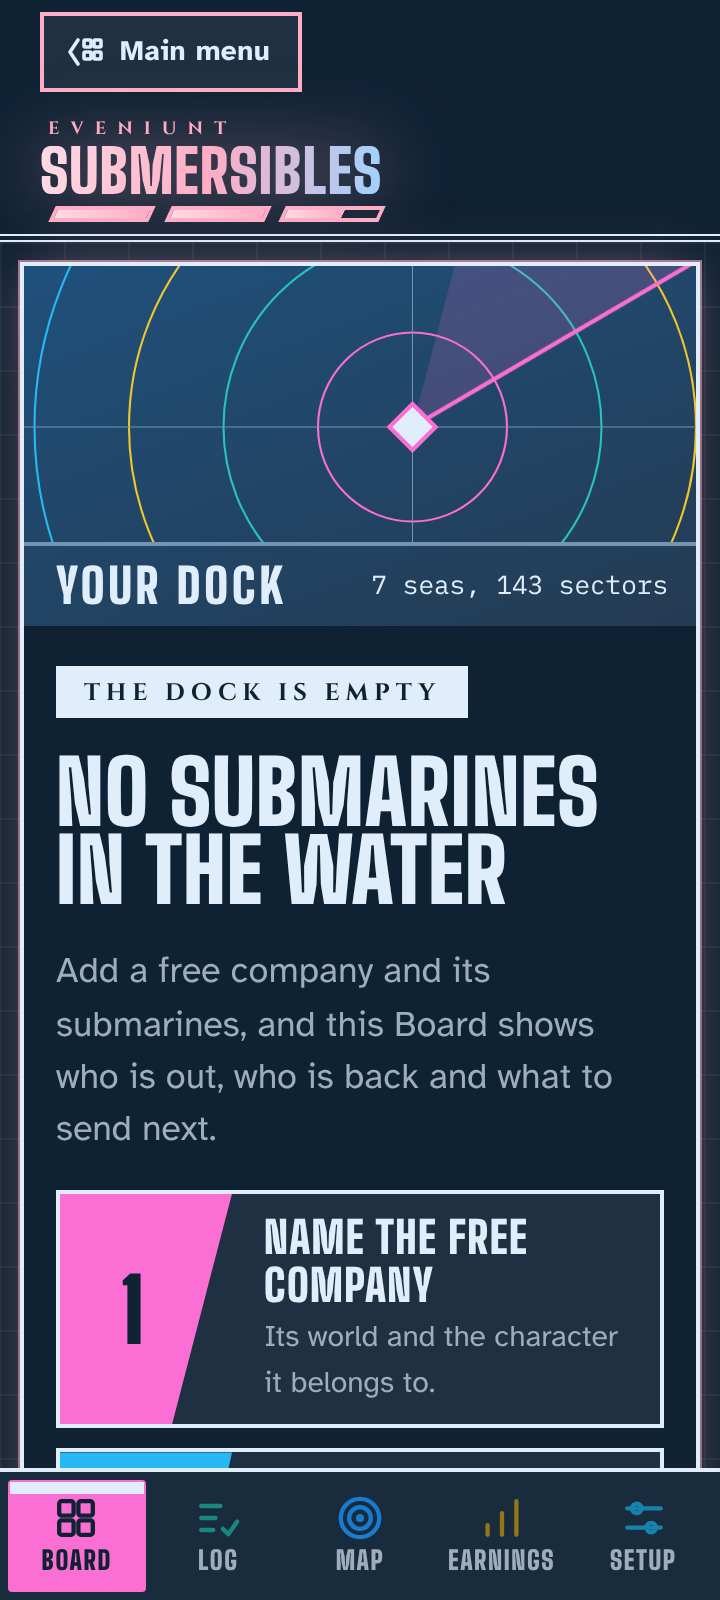 Main menu
EVENIUNT
SUBMERSIBLES
YOUR DOCK
7 seas, 143 sectors
THE DOCK IS EMPTY
NO SUBMARINES
IN THE WATER
Add a free company and its
submarines, and this Board shows
who is out, who is back and what to
send next.
1
NAME THE FREE
COMPANY
Its world and the character
it belongs to.
BOARD
LOG
MAP
EARNINGS
SETUP